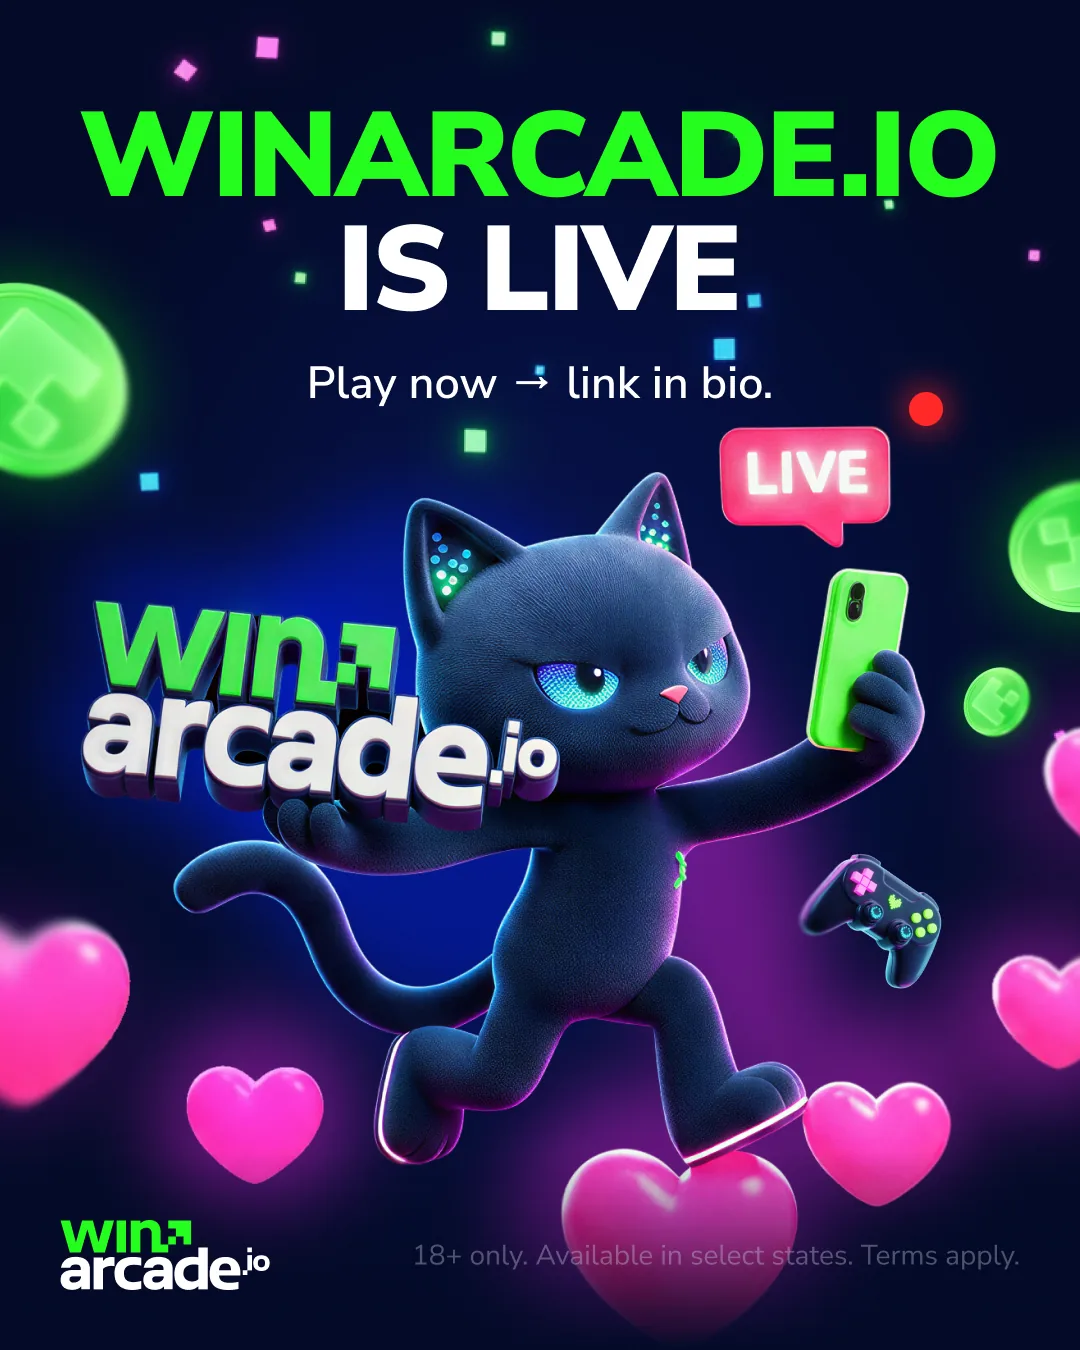 WINARCADE.IO
IS LIVE
Play now → link in bio.
LIVE
win
arcade.io
win
arcade.io
18+ only. Available in select states. Terms apply.